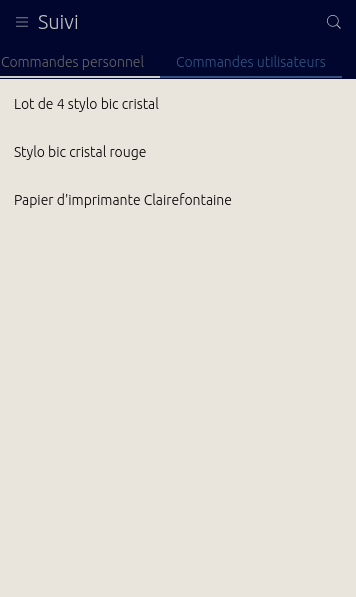 Suivi
Commandes personnel
Commandes utilisateurs
Lot de 4 stylo bic cristal
Stylo bic cristal rouge
Papier d'imprimante Clairefontaine